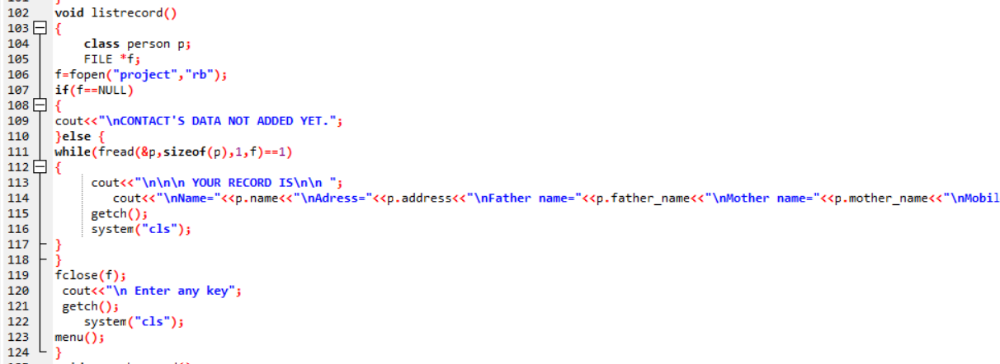 102 void listrecord()
103 {
104 class person p;
105 FILE *f;
106 f=fopen("project","rb");
107 if(f==NULL)
108 {
109 cout<<"\nCONTACT'S DATA NOT ADDED YET.";
110 }else {
111 while(fread(&p,sizeof(p),1,f)==1)
112 {
113 cout<<"\n\n\n YOUR RECORD IS\n\n ";
114 cout<<"\nName="<<p.name<<"\nAdress="<<p.address<<"\nFather name="<<p.father_name<<"\nMother name="<<p.mother_name<<"\nMobil
115 getch();
116 system("cls");
117 }
118 }
119 fclose(f);
120 cout<<"\n Enter any key";
121 getch();
122 system("cls");
123 menu();
124 }